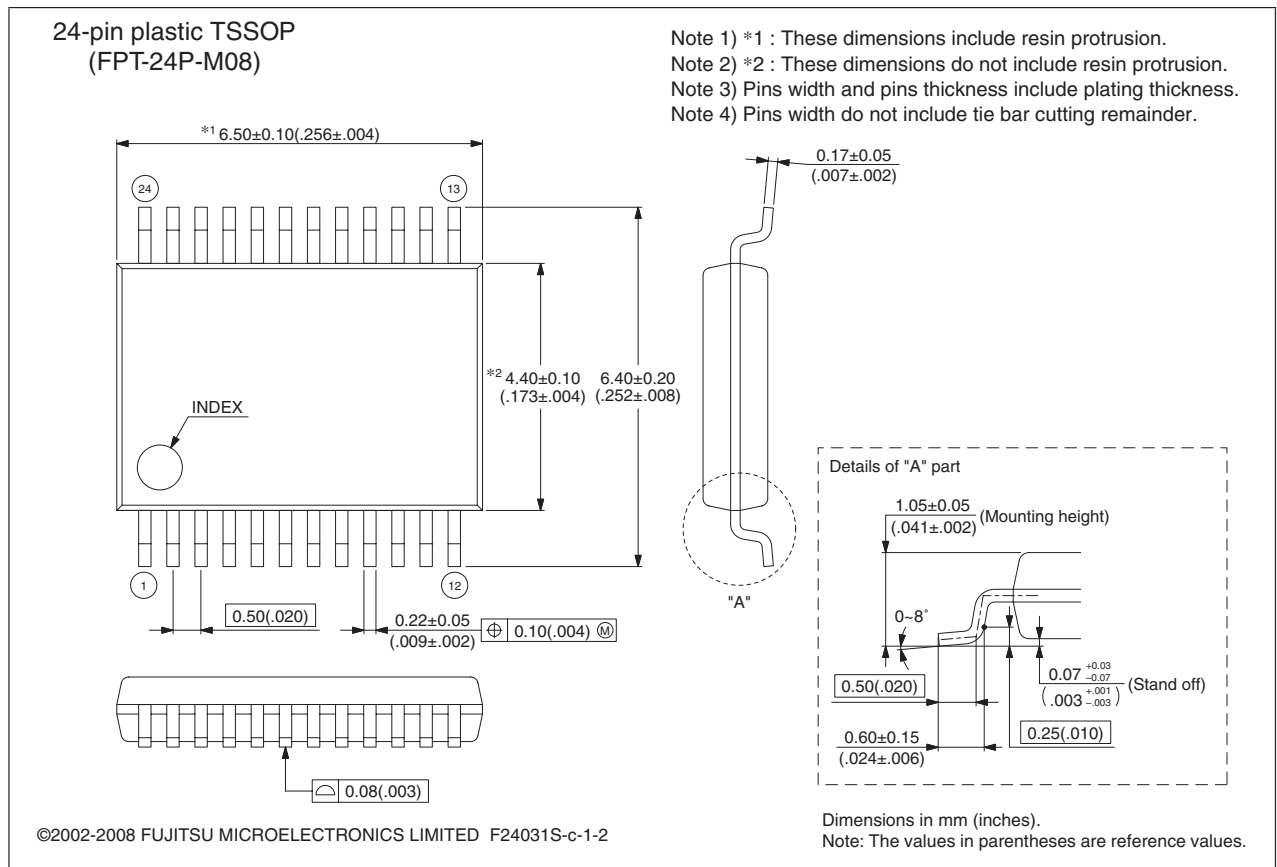 24-pin plastic TSSOP
(FPT-24P-M08)
Note 1) *1 : These dimensions include resin protrusion.
Note 2) *2 : These dimensions do not include resin protrusion.
Note 3) Pins width and pins thickness include plating thickness.
Note 4) Pins width do not include tie bar cutting remainder.
*1 6.50±0.10(.256±.004)
24
13
0.17±0.05
(.007±.002)
*2 4.40±0.10
(.173±.004)
6.40±0.20
(.252±.008)
INDEX
1
12
0.50(.020)
0.22±0.05
(.009±.002)
⌖ 0.10(.004) Ⓜ
"A"
Details of "A" part
1.05±0.05
(.041±.002)
(Mounting height)
0~8°
0.50(.020)
0.60±0.15
(.024±.006)
0.07 +0.03 -0.07
(.003 +.001 -.003)
(Stand off)
0.25(.010)
⌓ 0.08(.003)
©2002-2008 FUJITSU MICROELECTRONICS LIMITED F24031S-c-1-2
Dimensions in mm (inches).
Note: The values in parentheses are reference values.